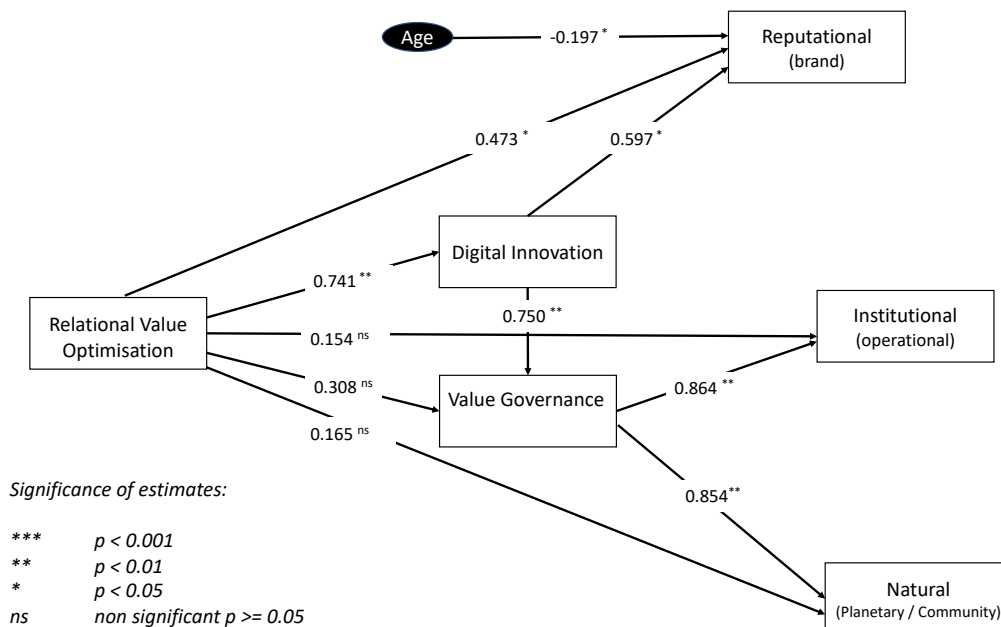 Age
-0.197 *
Reputational
(brand)
0.473 *
0.597 *
Digital Innovation
0.741 **
0.750 **
Relational Value
Optimisation
0.154 ns
Institutional
(operational)
0.308 ns
Value Governance
0.864 **
0.165 ns
0.854**
Significance of estimates:
*** p < 0.001
** p < 0.01
* p < 0.05
ns non significant p >= 0.05
Natural
(Planetary / Community)